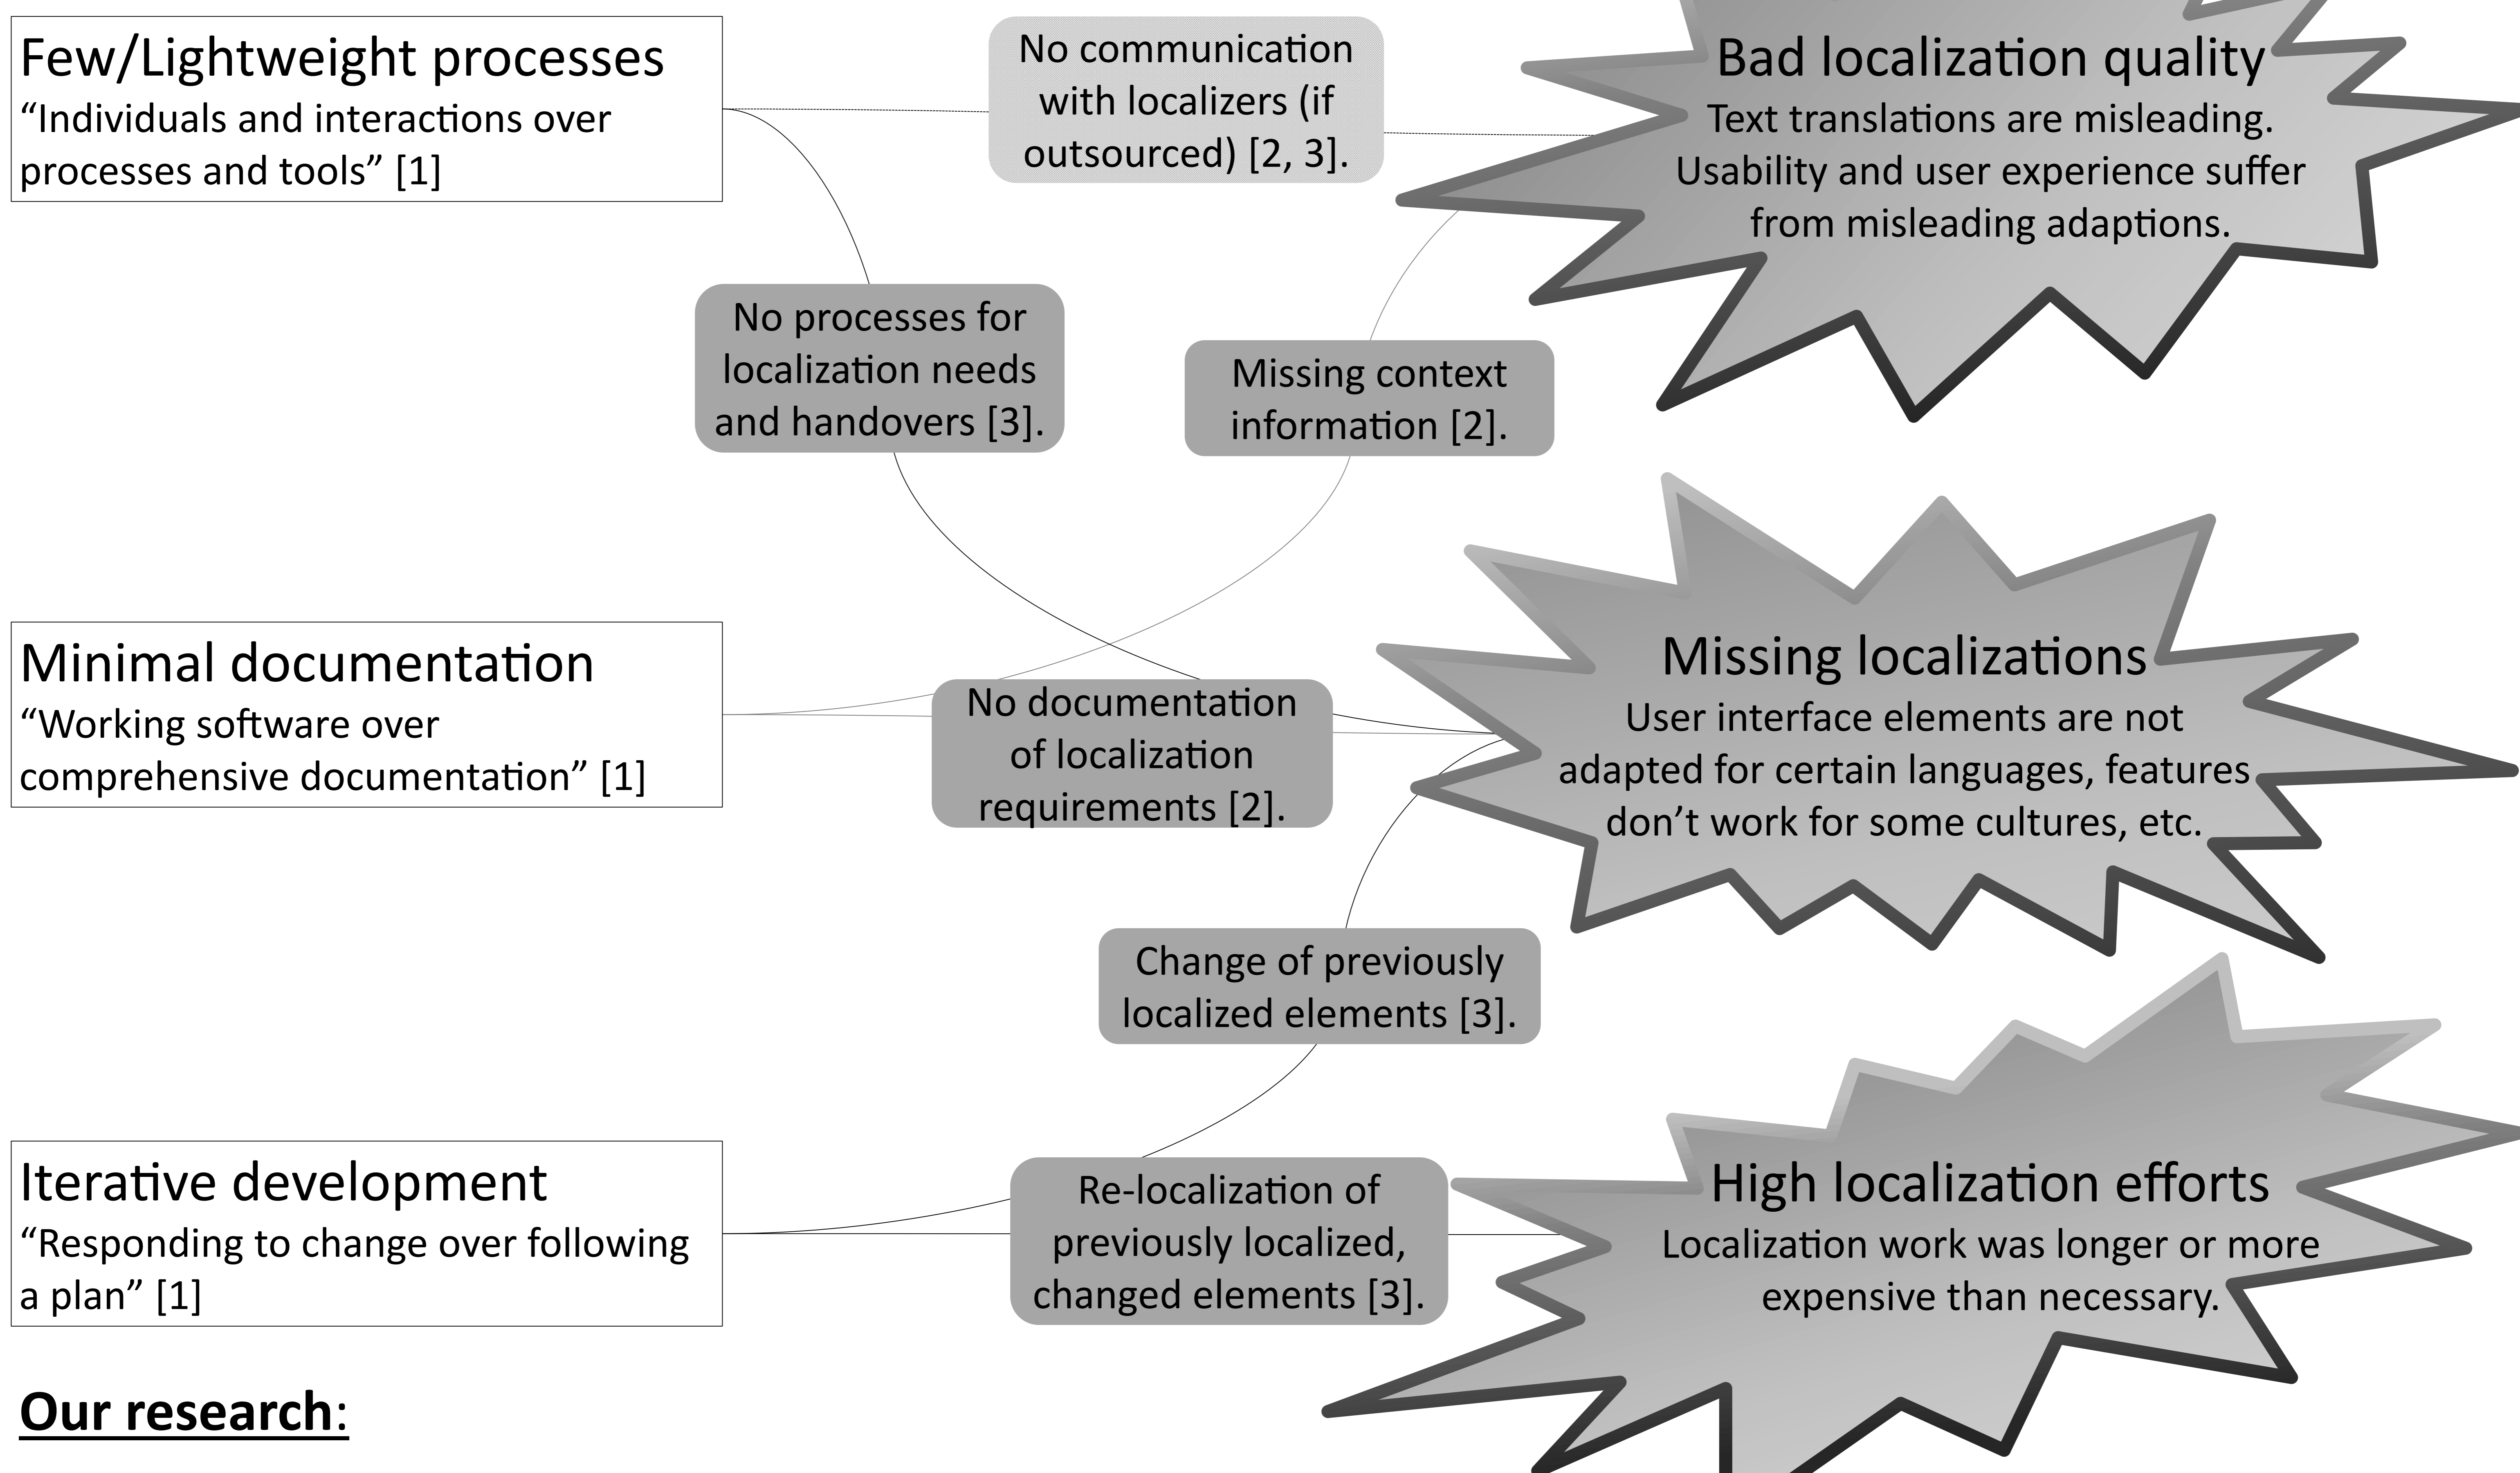 Few/Lightweight processes
“Individuals and interactions over
processes and tools” [1]
No communication
with localizers (if
outsourced) [2, 3].
Bad localization quality
Text translations are misleading.
Usability and user experience suffer
from misleading adaptions.
No processes for
localization needs
and handovers [3].
Missing context
information [2].
Minimal documentation
“Working software over
comprehensive documentation” [1]
No documentation
of localization
requirements [2].
Missing localizations
User interface elements are not
adapted for certain languages, features
don’t work for some cultures, etc.
Change of previously
localized elements [3].
Iterative development
“Responding to change over following
a plan” [1]
Re-localization of
previously localized,
changed elements [3].
High localization efforts
Localization work was longer or more
expensive than necessary.
Our research: